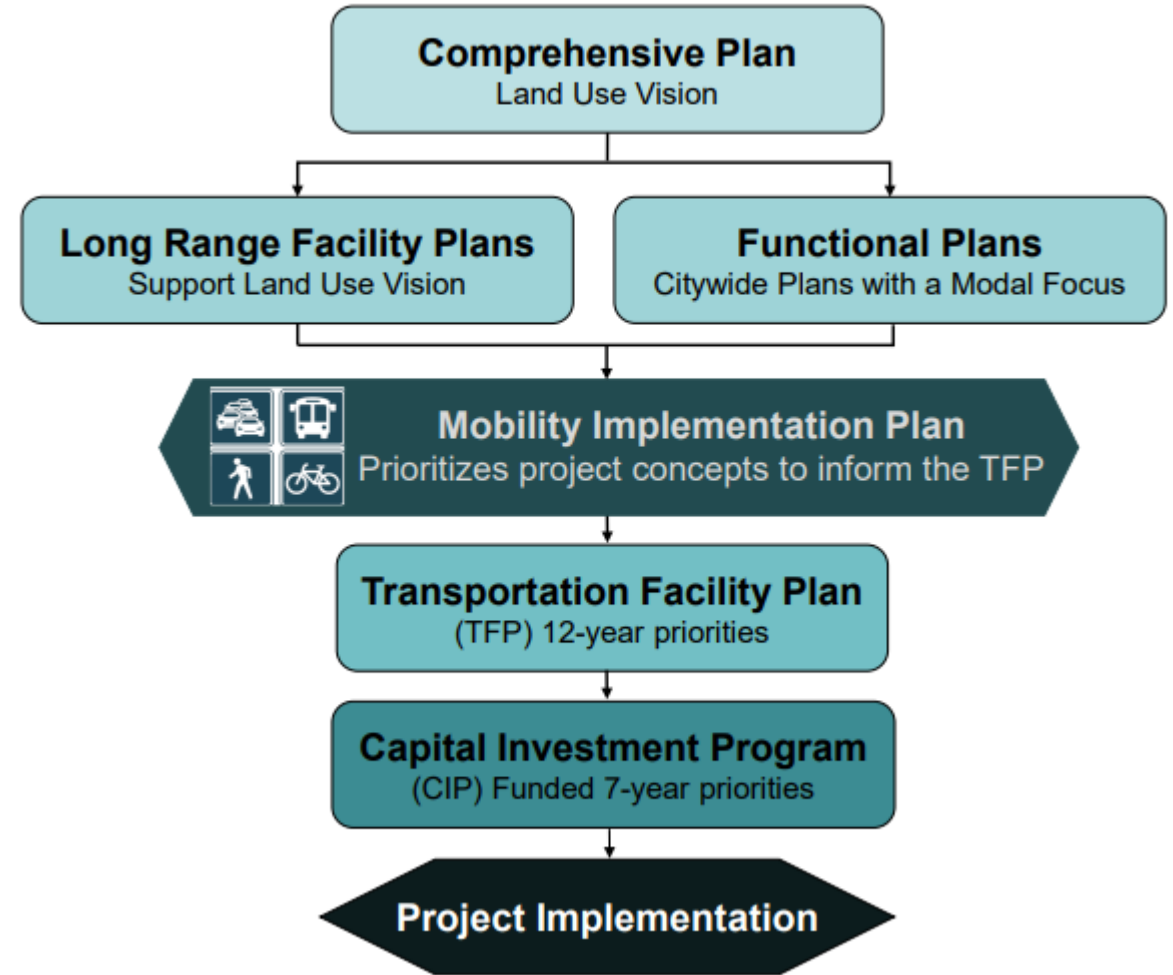 Comprehensive Plan
Land Use Vision
Long Range Facility Plans
Support Land Use Vision
Functional Plans
Citywide Plans with a Modal Focus
Mobility Implementation Plan
Prioritizes project concepts to inform the TFP
Transportation Facility Plan
(TFP) 12-year priorities
Capital Investment Program
(CIP) Funded 7-year priorities
Project Implementation